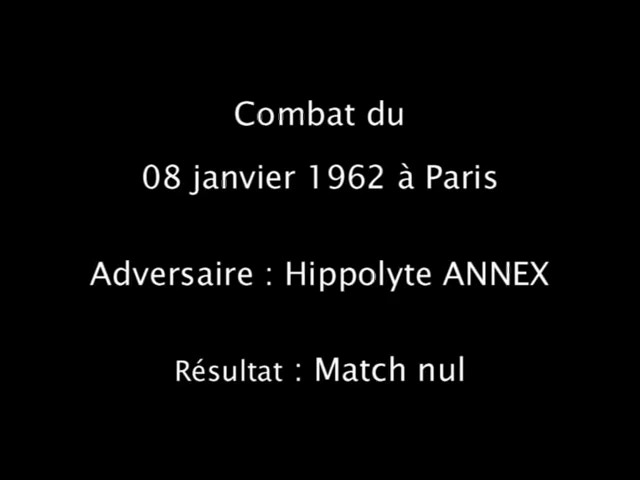 Combat du
08 janvier 1962 à Paris
Adversaire : Hippolyte ANNEX
Résultat : Match nul